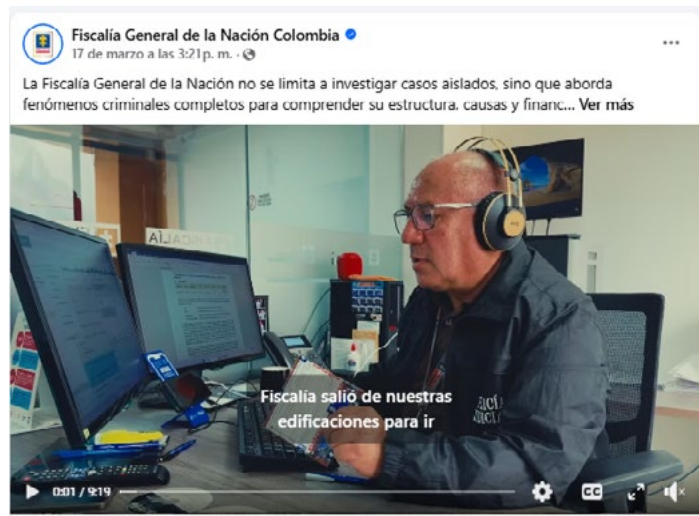 Fiscalía General de la Nación Colombia
17 de marzo a las 3:21 p. m. ·
La Fiscalía General de la Nación no se limita a investigar casos aislados, sino que aborda
fenómenos criminales completos para comprender su estructura, causas y financ... Ver más
FISCALÍA
Fiscalía salió de nuestras
edificaciones para ir
0:01 / 9:19
CC